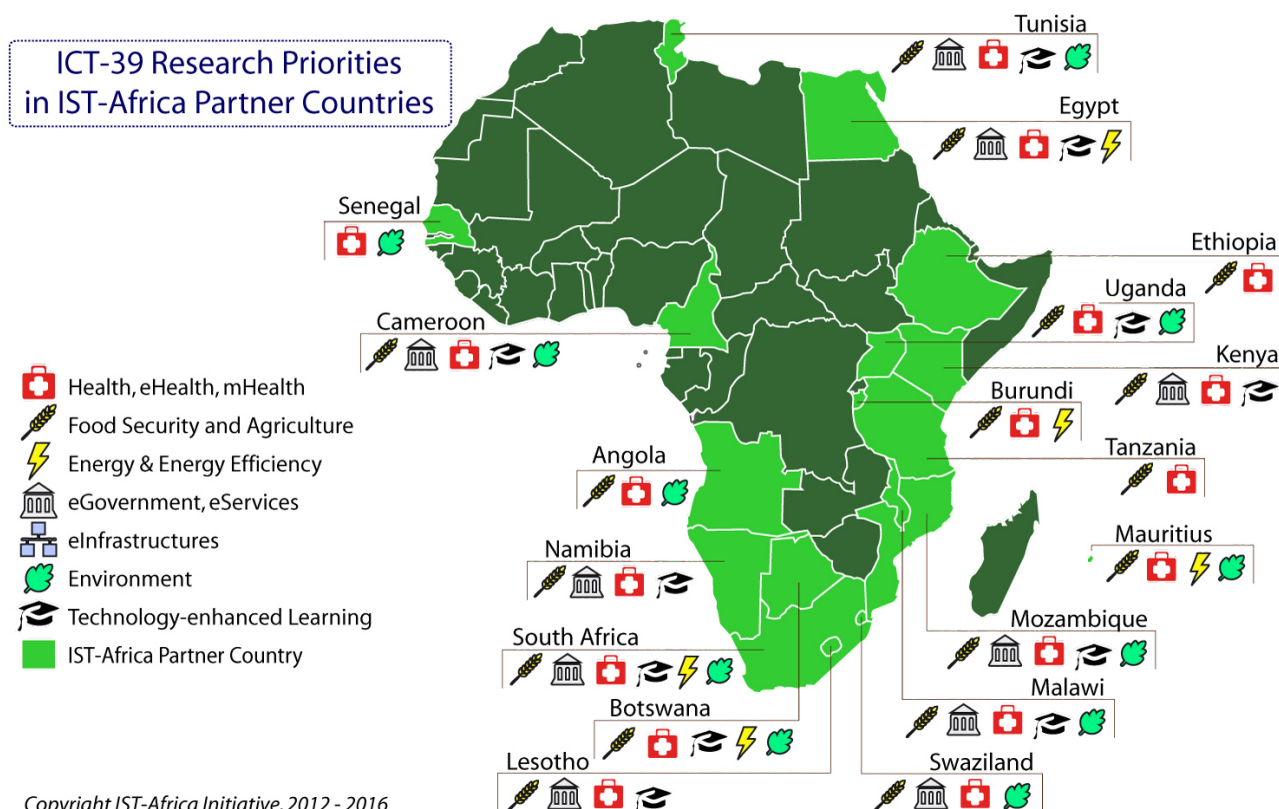 ICT-39 Research Priorities
in IST-Africa Partner Countries
Tunisia
Egypt
Senegal
Ethiopia
Uganda
Cameroon
Kenya
Burundi
Health, eHealth, mHealth
Food Security and Agriculture
Energy & Energy Efficiency
eGovernment, eServices
eInfrastructures
Environment
Technology-enhanced Learning
IST-Africa Partner Country
Angola
Tanzania
Namibia
Mauritius
South Africa
Mozambique
Botswana
Malawi
Lesotho
Swaziland
Copyright IST-Africa Initiative, 2012 - 2016